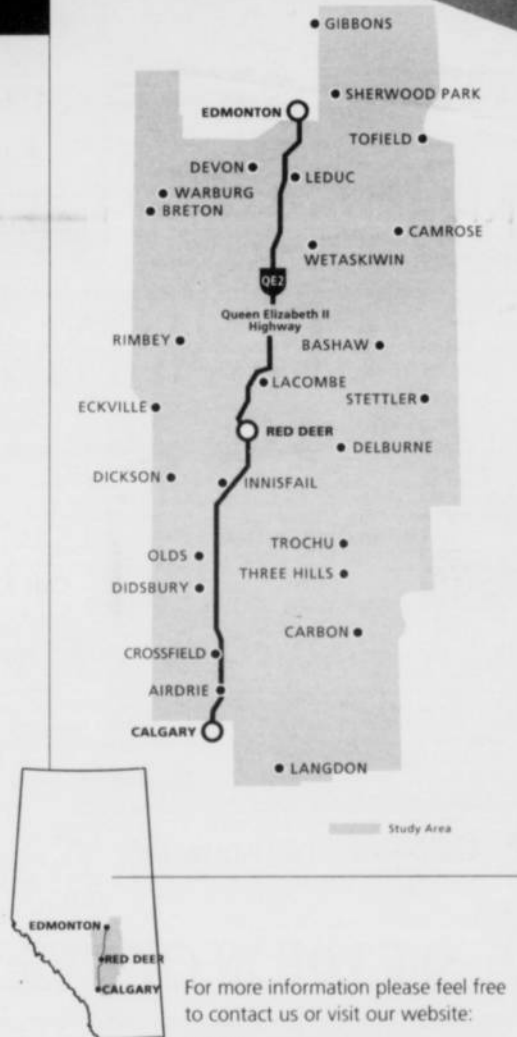 GIBBONS
SHERWOOD PARK
EDMONTON
TOFIELD
DEVON
LEDUC
WARBURG
BRETON
CAMROSE
WETASKIWIN
QE2
Queen Elizabeth II
Highway
RIMBEY
BASHAW
LACOMBE
STETTLER
ECKVILLE
RED DEER
DELBURNE
DICKSON
INNISFAIL
TROCHU
OLDS
THREE HILLS
DIDSBURY
CARBON
CROSSFIELD
AIRDRIE
CALGARY
LANGDON
Study Area
EDMONTON
RED DEER
CALGARY
For more information please feel free
to contact us or visit our website: